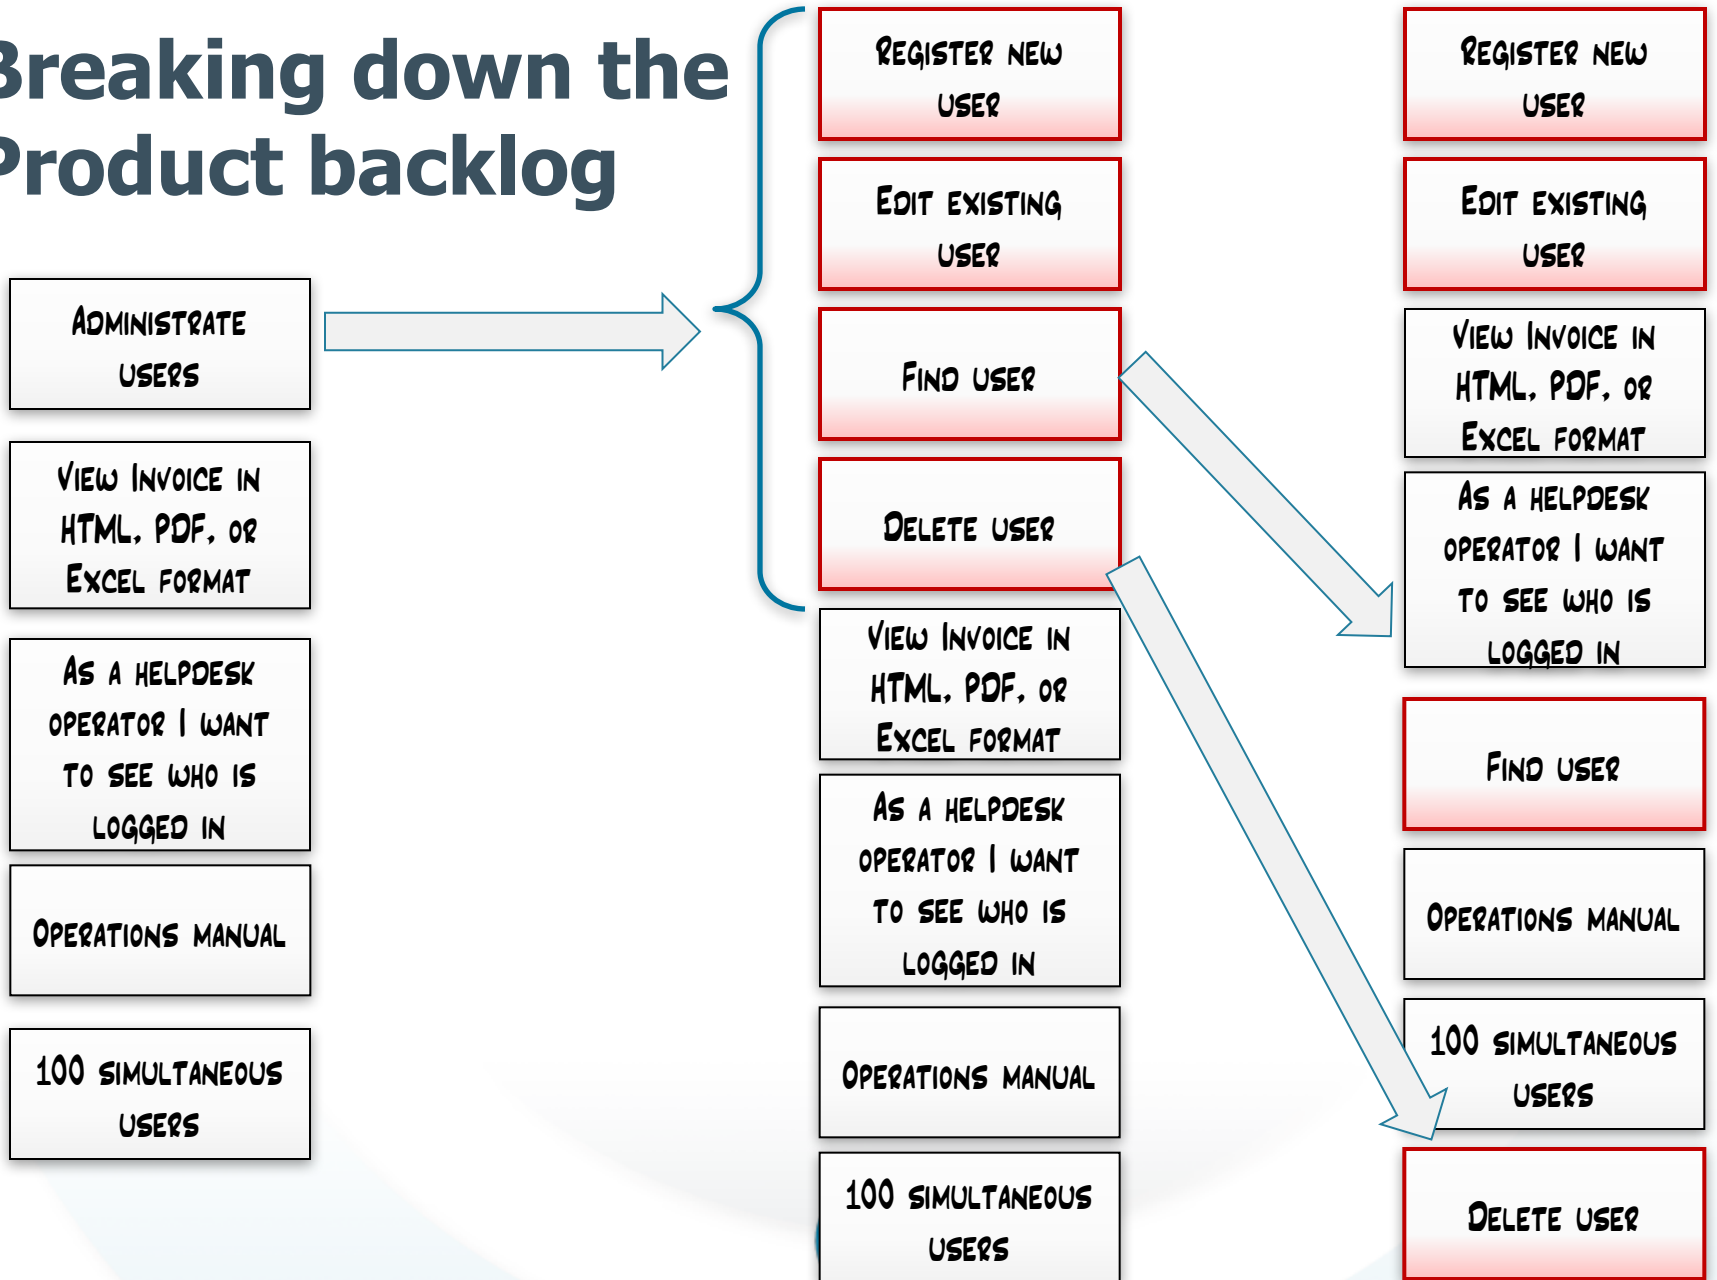 Breaking down the
Product backlog
Administrate
users
View Invoice in
HTML, PDF, or
Excel format
As a helpdesk
operator I want
to see who is
logged in
Operations manual
100 simultaneous
users
Register new
user
Edit existing
user
Find user
Delete user
View Invoice in
HTML, PDF, or
Excel format
As a helpdesk
operator I want
to see who is
logged in
Operations manual
100 simultaneous
users
Register new
user
Edit existing
user
View Invoice in
HTML, PDF, or
Excel format
As a helpdesk
operator I want
to see who is
logged in
Find user
Operations manual
100 simultaneous
users
Delete user